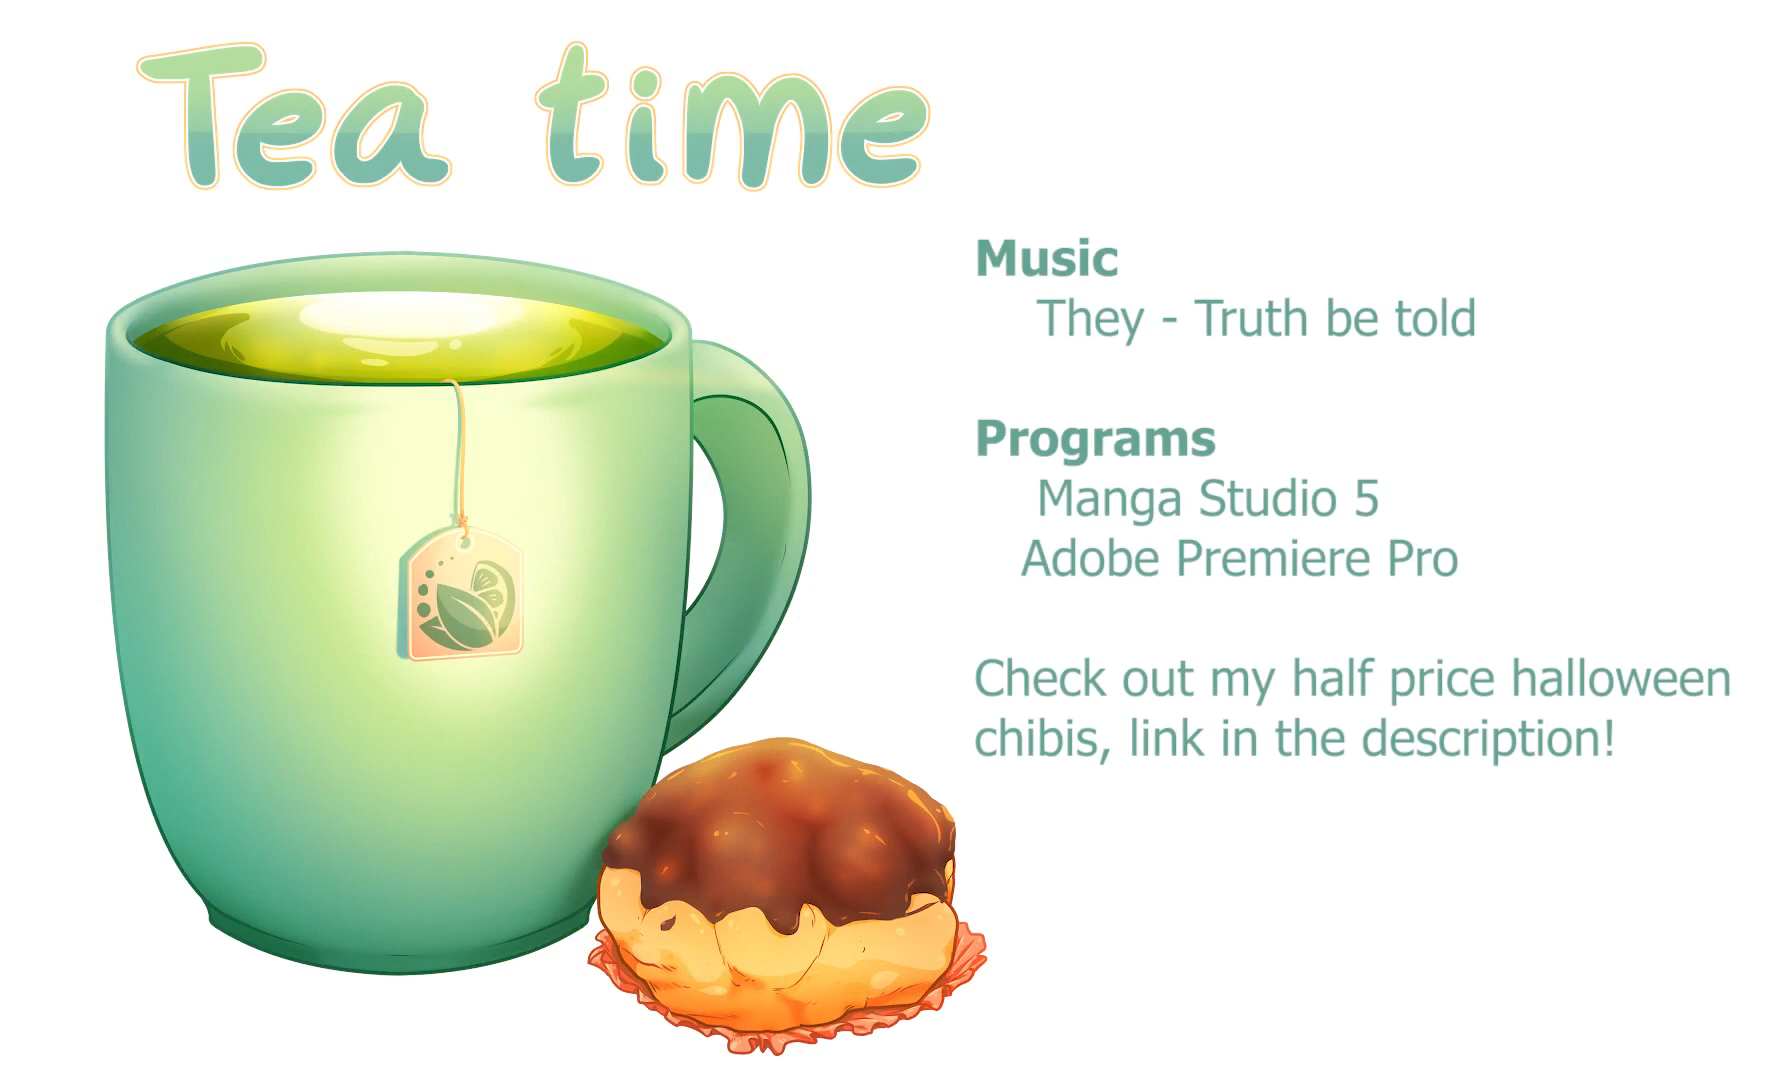 Tea time
Music
They - Truth be told
Programs
Manga Studio 5
Adobe Premiere Pro
Check out my half price halloween
chibis, link in the description!